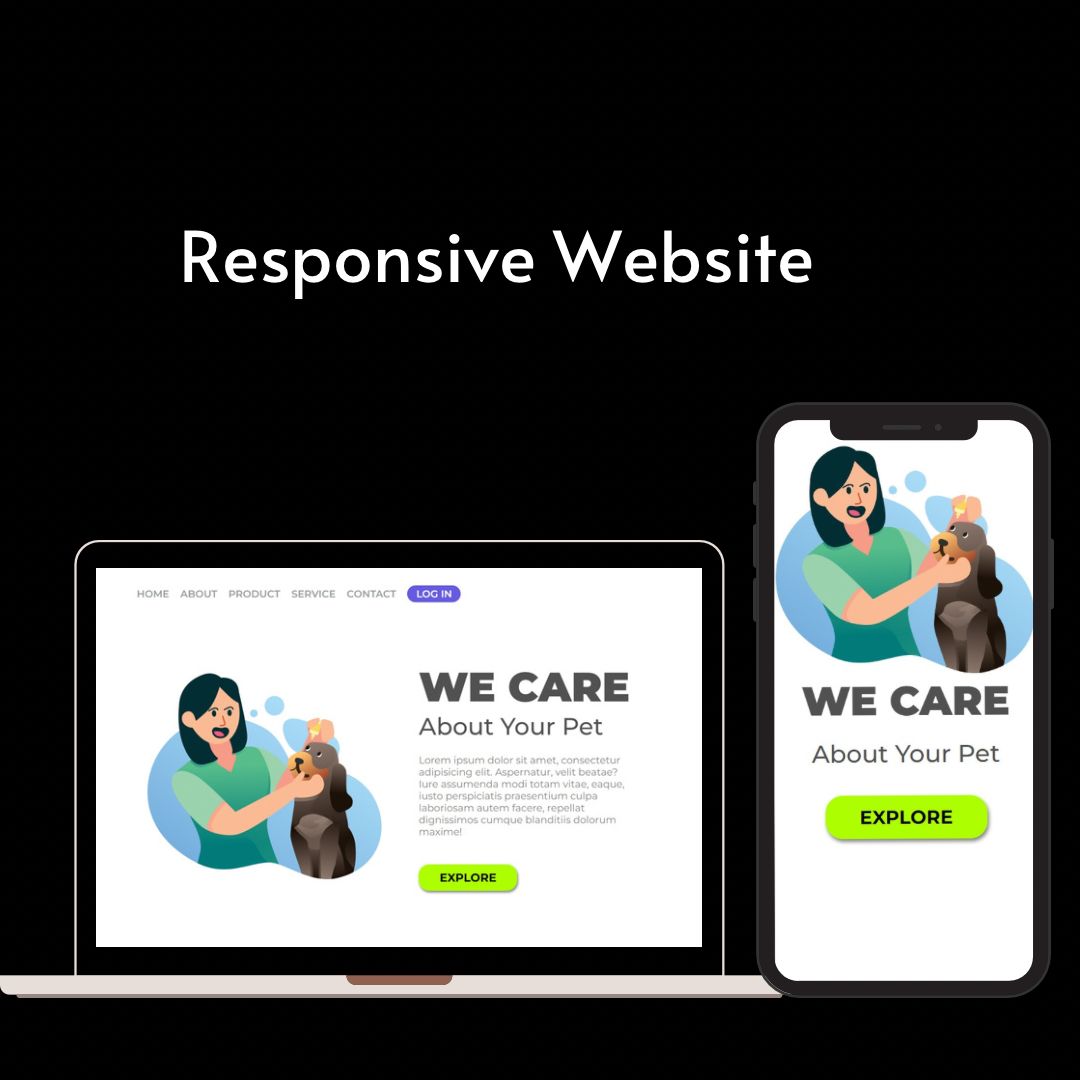 Responsive Website
HOME ABOUT PRODUCT SERVICE CONTACT LOG IN
WE CARE
About Your Pet
Lorem ipsum dolor sit amet, consectetur
adipisicing elit. Aspernatur, velit beatae?
Iure assumenda modi totam vitae, eaque,
iusto perspiciatis praesentium culpa
laboriosam autem facere, repellat
dignissimos cumque blanditiis dolorum
maxime!
EXPLORE
WE CARE
About Your Pet
EXPLORE